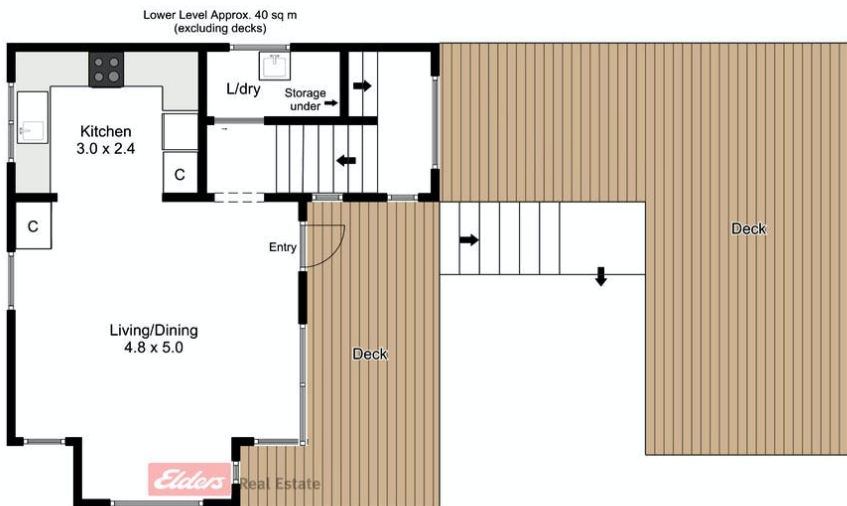 Lower Level Approx. 40 sq m
(excluding decks)
L/dry
Storage
under
Kitchen
3.0 x 2.4
C
C
Entry
Deck
Living/Dining
4.8 x 5.0
Deck
Elders Real Estate